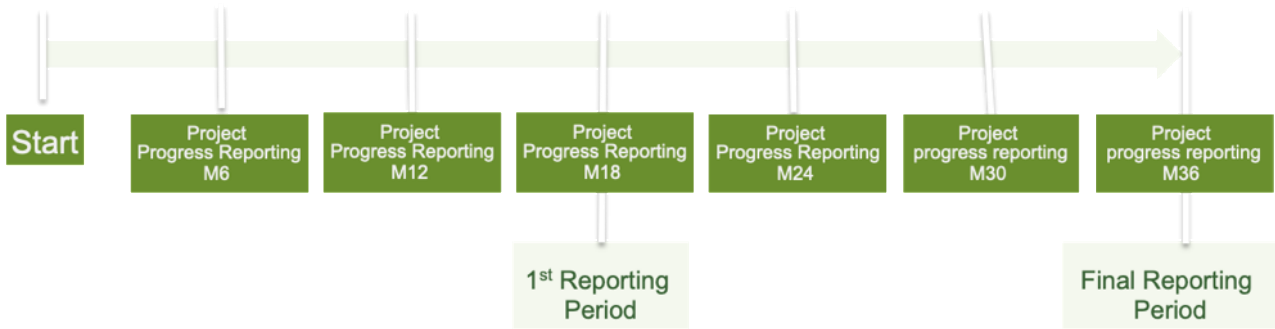 Start
Project
Progress Reporting
M6
Project
Progress Reporting
M12
Project
Progress Reporting
M18
Project
Progress Reporting
M24
Project
progress reporting
M30
Project
progress reporting
M36
1st Reporting
Period
Final Reporting
Period